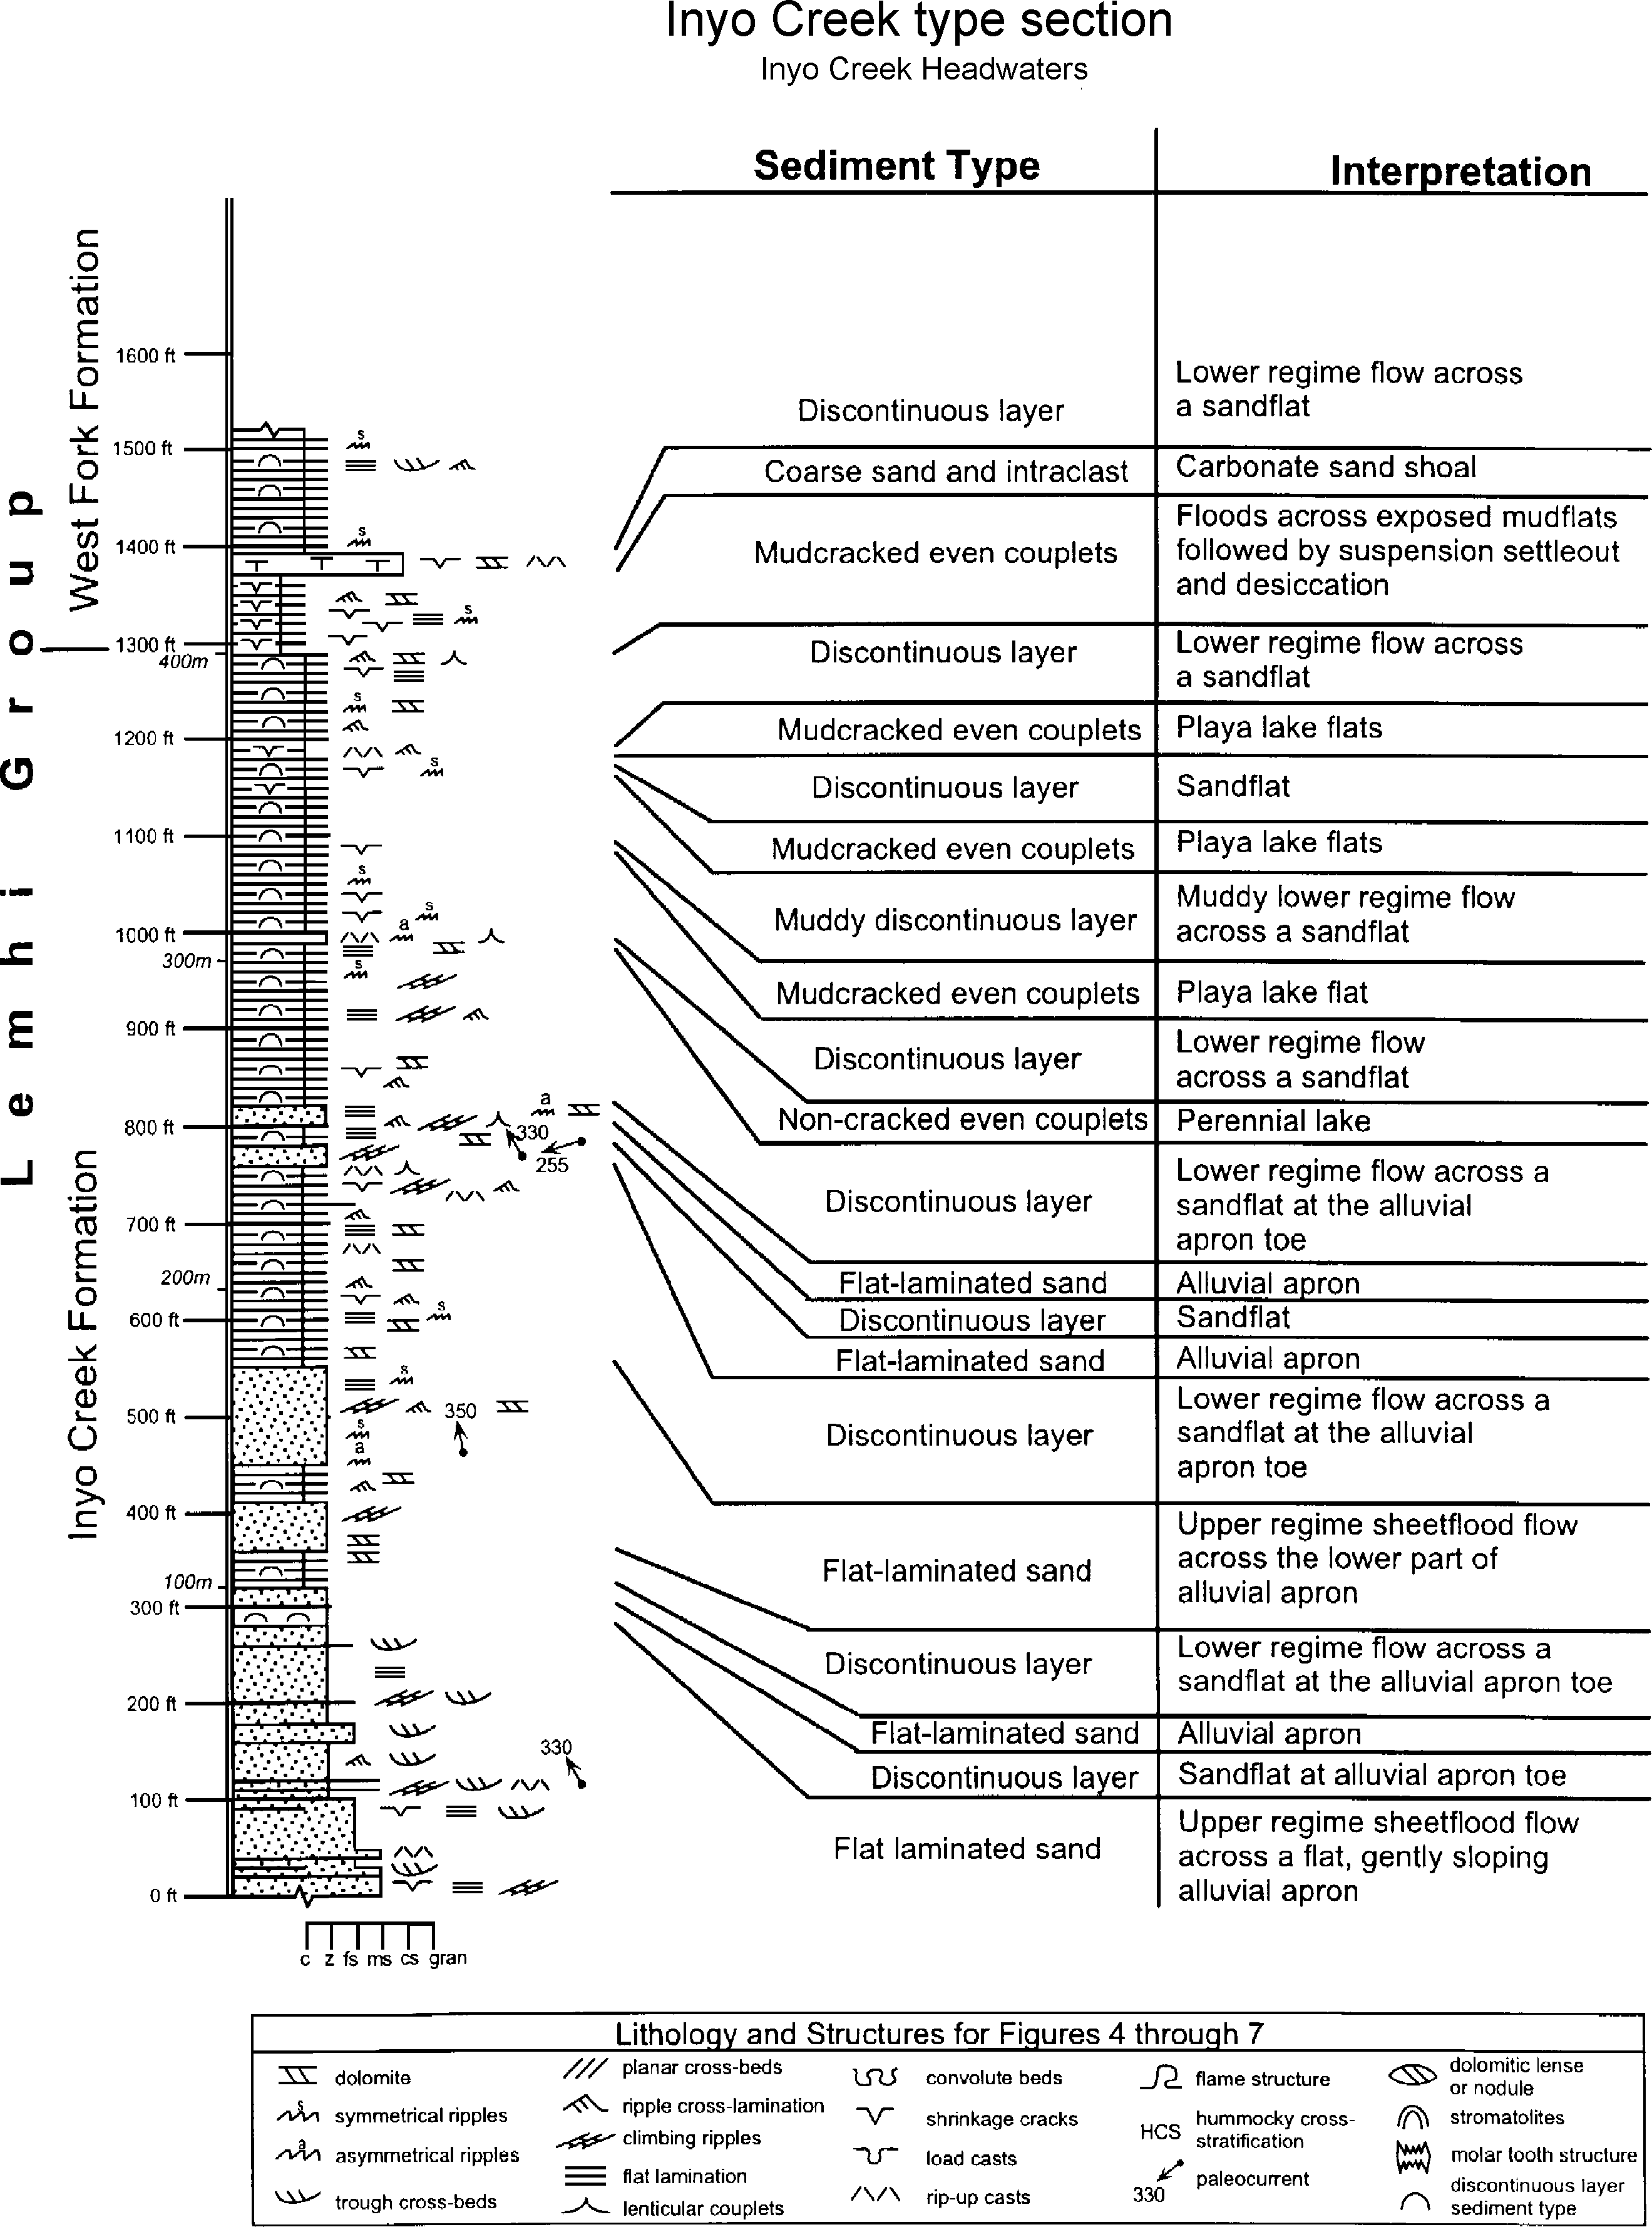 Inyo Creek type section
Inyo Creek Headwaters
Sediment Type
Interpretation
Lemhi Group
West Fork Formation
Inyo Creek Formation
1600 ft
1500 ft
1400 ft
1300 ft
400m
1200 ft
1100 ft
1000 ft
300m
900 ft
800 ft
700 ft
200m
600 ft
500 ft
400 ft
100m
300 ft
200 ft
100 ft
0 ft
s
s
s
s
s
s
s
a
s
a
330
255
s
s
350
s
a
330
c z fs ms cs gran
Discontinuous layer
Lower regime flow across
a sandflat
Coarse sand and intraclast
Carbonate sand shoal
Mudcracked even couplets
Floods across exposed mudflats
followed by suspension settleout
and desiccation
Discontinuous layer
Lower regime flow across
a sandflat
Mudcracked even couplets
Playa lake flats
Discontinuous layer
Sandflat
Mudcracked even couplets
Playa lake flats
Muddy discontinuous layer
Muddy lower regime flow
across a sandflat
Mudcracked even couplets
Playa lake flat
Discontinuous layer
Lower regime flow
across a sandflat
Non-cracked even couplets
Perennial lake
Discontinuous layer
Lower regime flow across a
sandflat at the alluvial
apron toe
Flat-laminated sand
Alluvial apron
Discontinuous layer
Sandflat
Flat-laminated sand
Alluvial apron
Discontinuous layer
Lower regime flow across a
sandflat at the alluvial
apron toe
Flat-laminated sand
Upper regime sheetflood flow
across the lower part of
alluvial apron
Discontinuous layer
Lower regime flow across a
sandflat at the alluvial apron toe
Flat-laminated sand
Alluvial apron
Discontinuous layer
Sandflat at alluvial apron toe
Flat laminated sand
Upper regime sheetflood flow
across a flat, gently sloping
alluvial apron
Lithology and Structures for Figures 4 through 7
dolomite
s
symmetrical ripples
a
asymmetrical ripples
trough cross-beds
planar cross-beds
ripple cross-lamination
climbing ripples
flat lamination
lenticular couplets
convolute beds
shrinkage cracks
load casts
rip-up casts
flame structure
HCS
hummocky cross-
stratification
330
paleocurrent
dolomitic lense
or nodule
stromatolites
molar tooth structure
discontinuous layer
sediment type